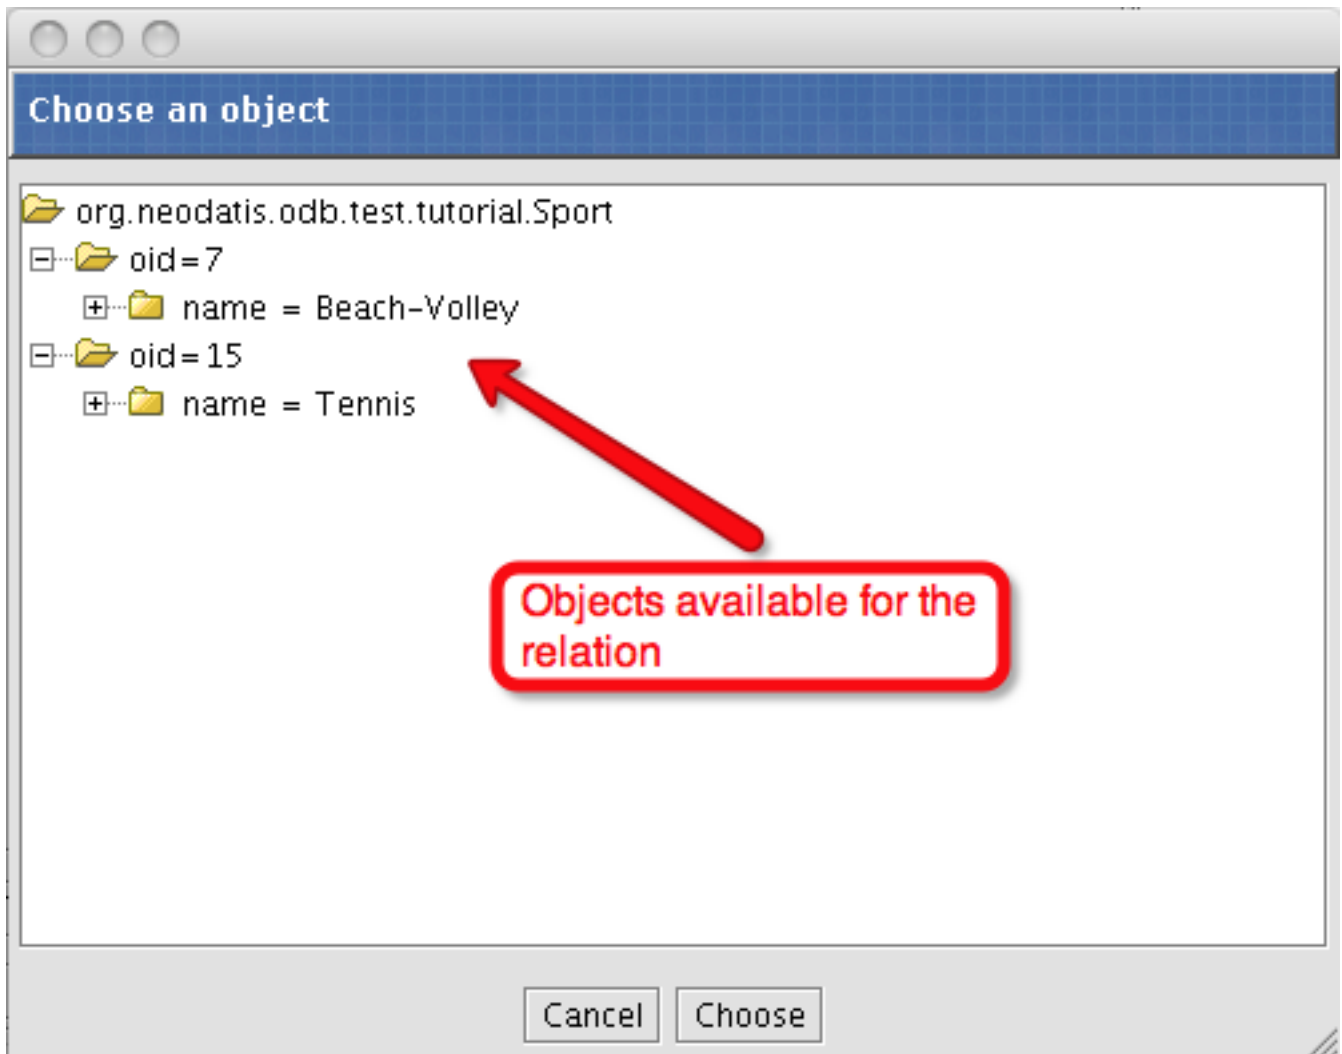 Choose an object
org.neodatis.odb.test.tutorial.Sport
oid=7
name = Beach-Volley
oid=15
name = Tennis
Objects available for the
relation
Cancel
Choose